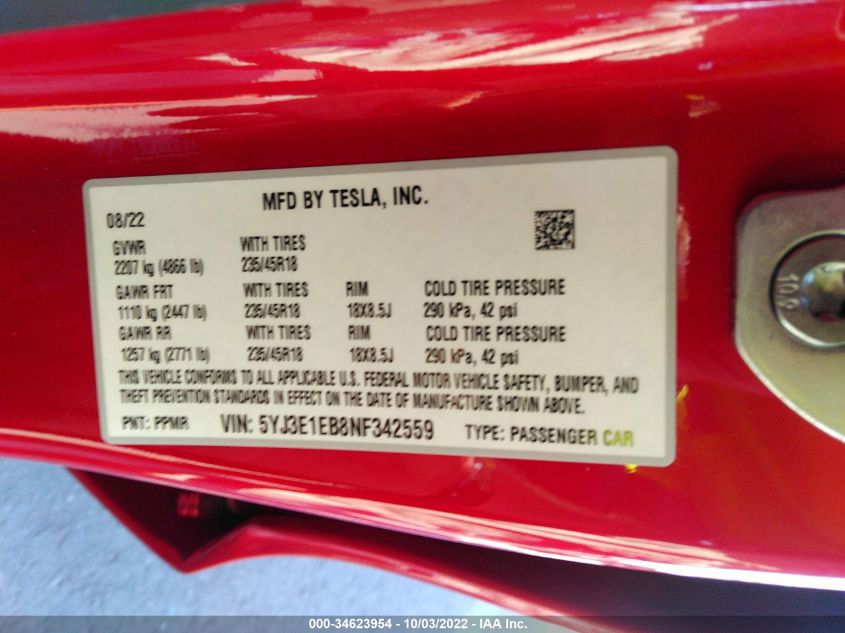 MFD BY TESLA, INC.
08/22
GVWR WITH TIRES
2207 kg (4866 lb) 235/45R18
GAWR FRT WITH TIRES RIM COLD TIRE PRESSURE
1110 kg (2447 lb) 235/45R18 18X8.5J 290 kPa, 42 psi
GAWR RR WITH TIRES RIM COLD TIRE PRESSURE
1257 kg (2771 lb) 235/45R18 18X8.5J 290 kPa, 42 psi
THIS VEHICLE CONFORMS TO ALL APPLICABLE U.S. FEDERAL MOTOR VEHICLE SAFETY, BUMPER, AND
THEFT PREVENTION STANDARDS IN EFFECT ON THE DATE OF MANUFACTURE SHOWN ABOVE.
PNT: PPMR VIN: 5YJ3E1EB8NF342559 TYPE: PASSENGER CAR
10.9
000-34623954 - 10/03/2022 - IAA Inc.